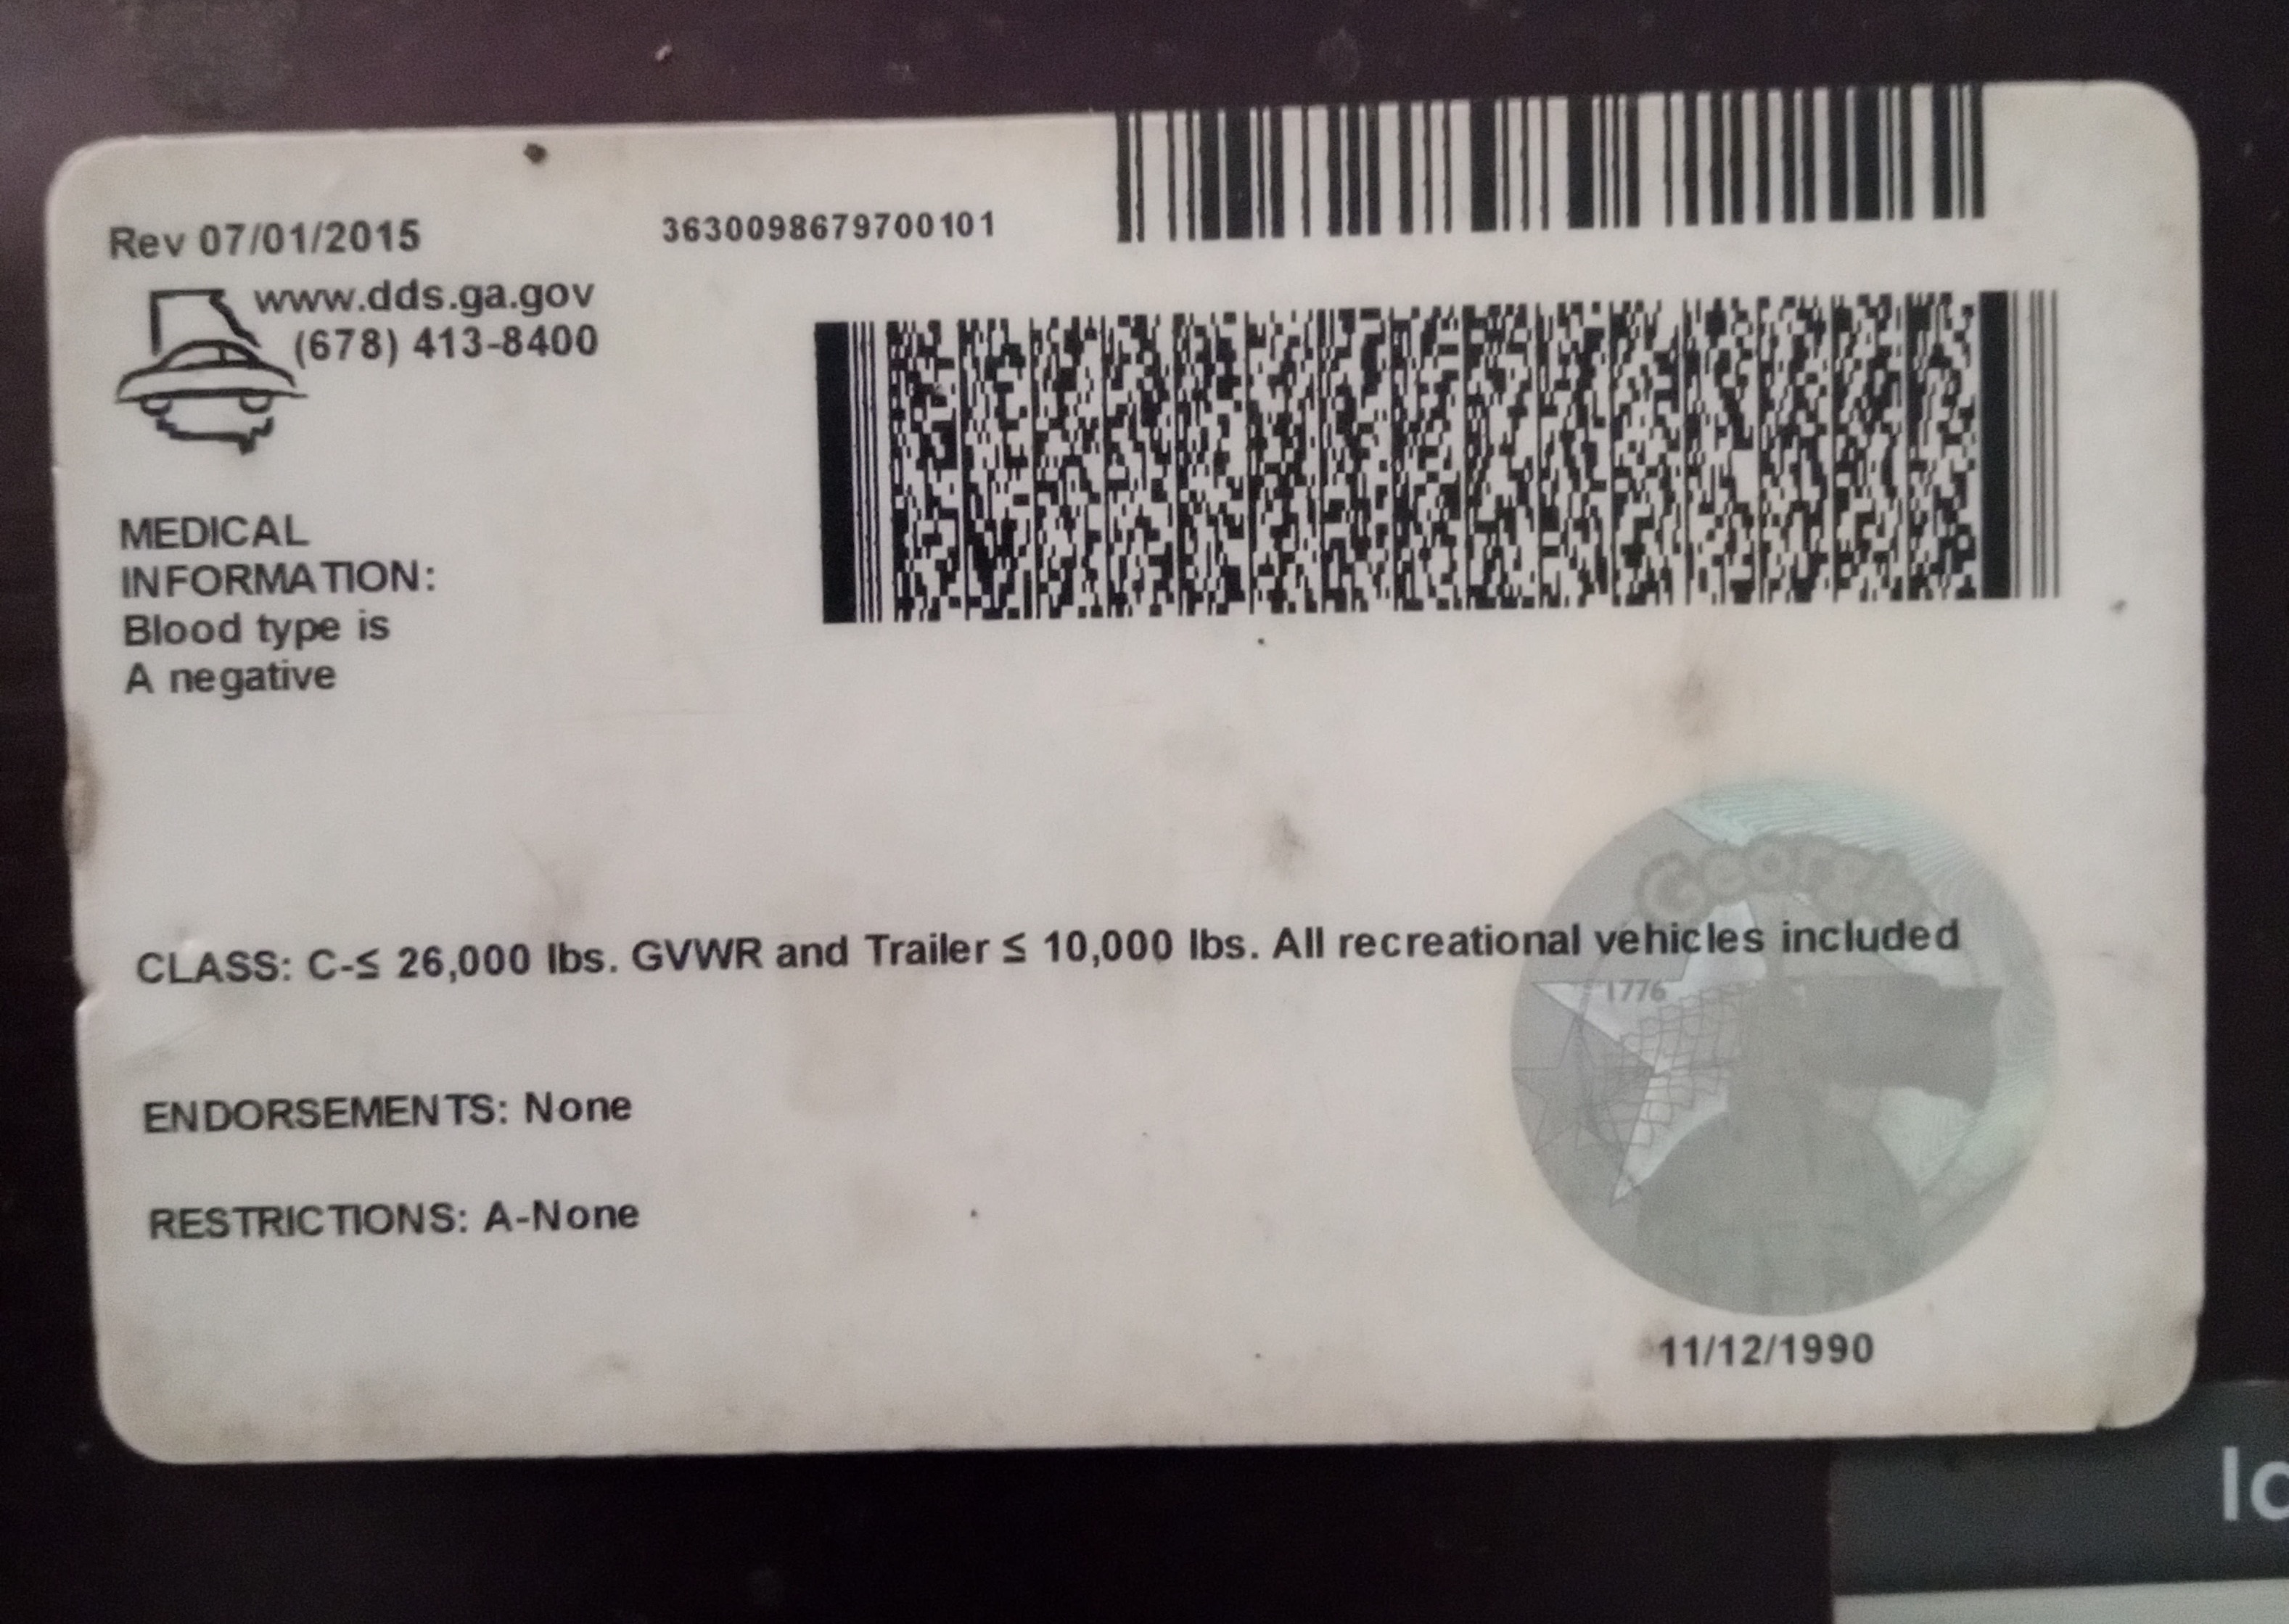 Rev 07/01/2015
3630098679700101
www.dds.ga.gov
(678) 413-8400
MEDICAL
INFORMATION:
Blood type is
A negative
Georgia
CLASS: C-≤ 26,000 lbs. GVWR and Trailer ≤ 10,000 lbs. All recreational vehicles included
1776
ENDORSEMENTS: None
RESTRICTIONS: A-None
11/12/1990